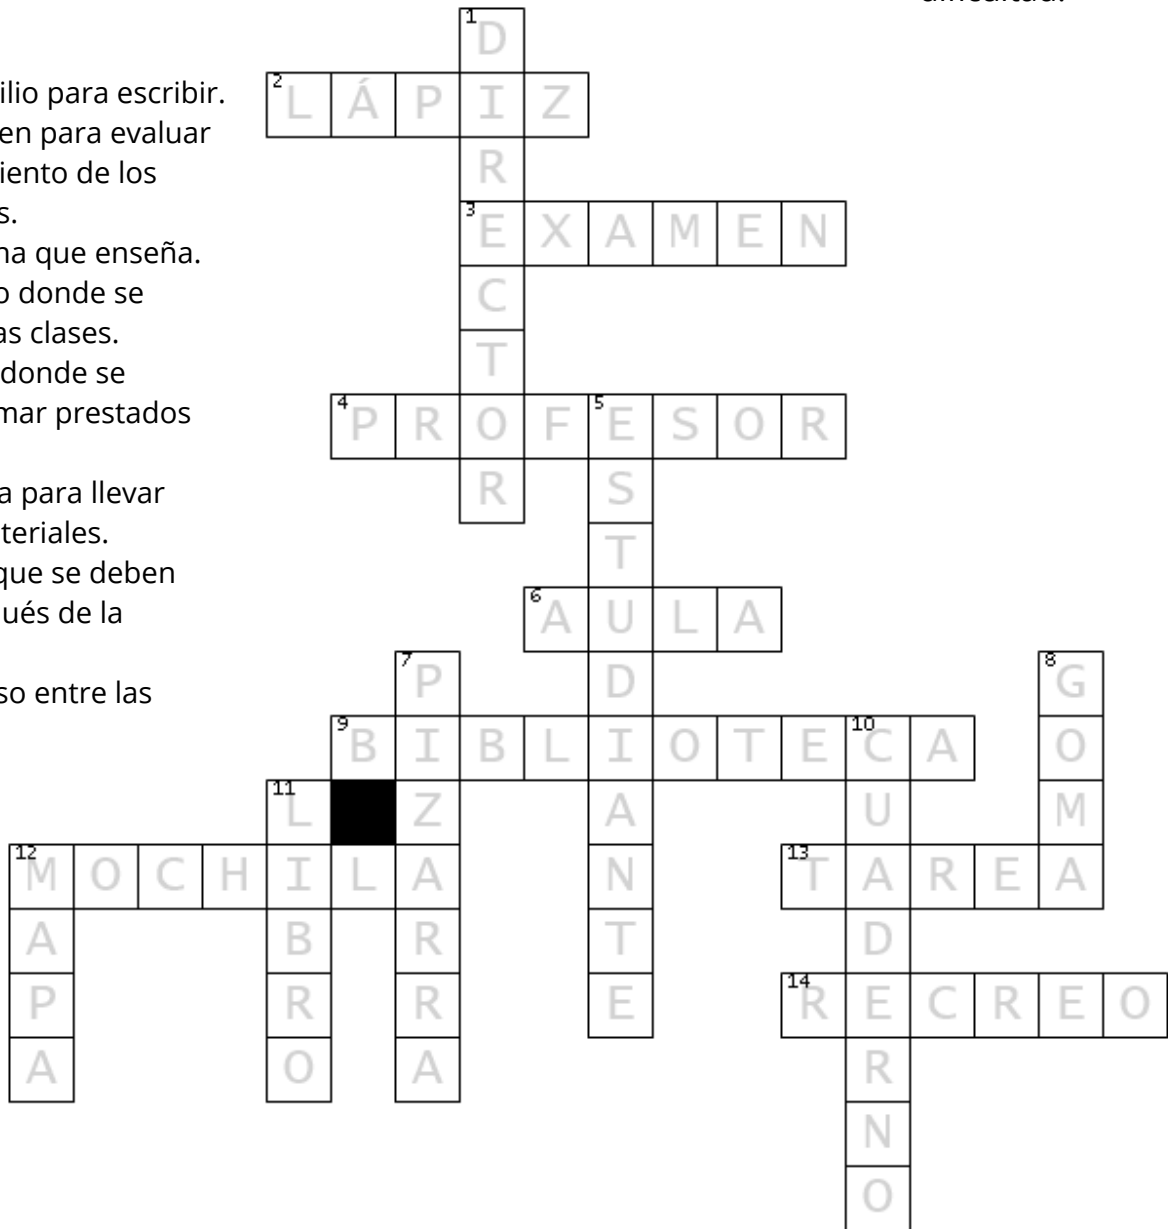 ilio para escribir.
en para evaluar
iento de los
s.
na que enseña.
o donde se
as clases.
donde se
mar prestados
a para llevar
teriales.
que se deben
ués de la
so entre las
1 D
2 L Á P I Z
R
3 E X A M E N
C
T
4 P R O F 5 E S O R
R S
T
6 A U L A
7 P D 8 G
9 B I B L I O T E 10 C A O
11 L Z A U M
12 M O C H I L A N 13 T A R E A
A B R T D
P R R E 14 R E C R E O
A O A R
N
O